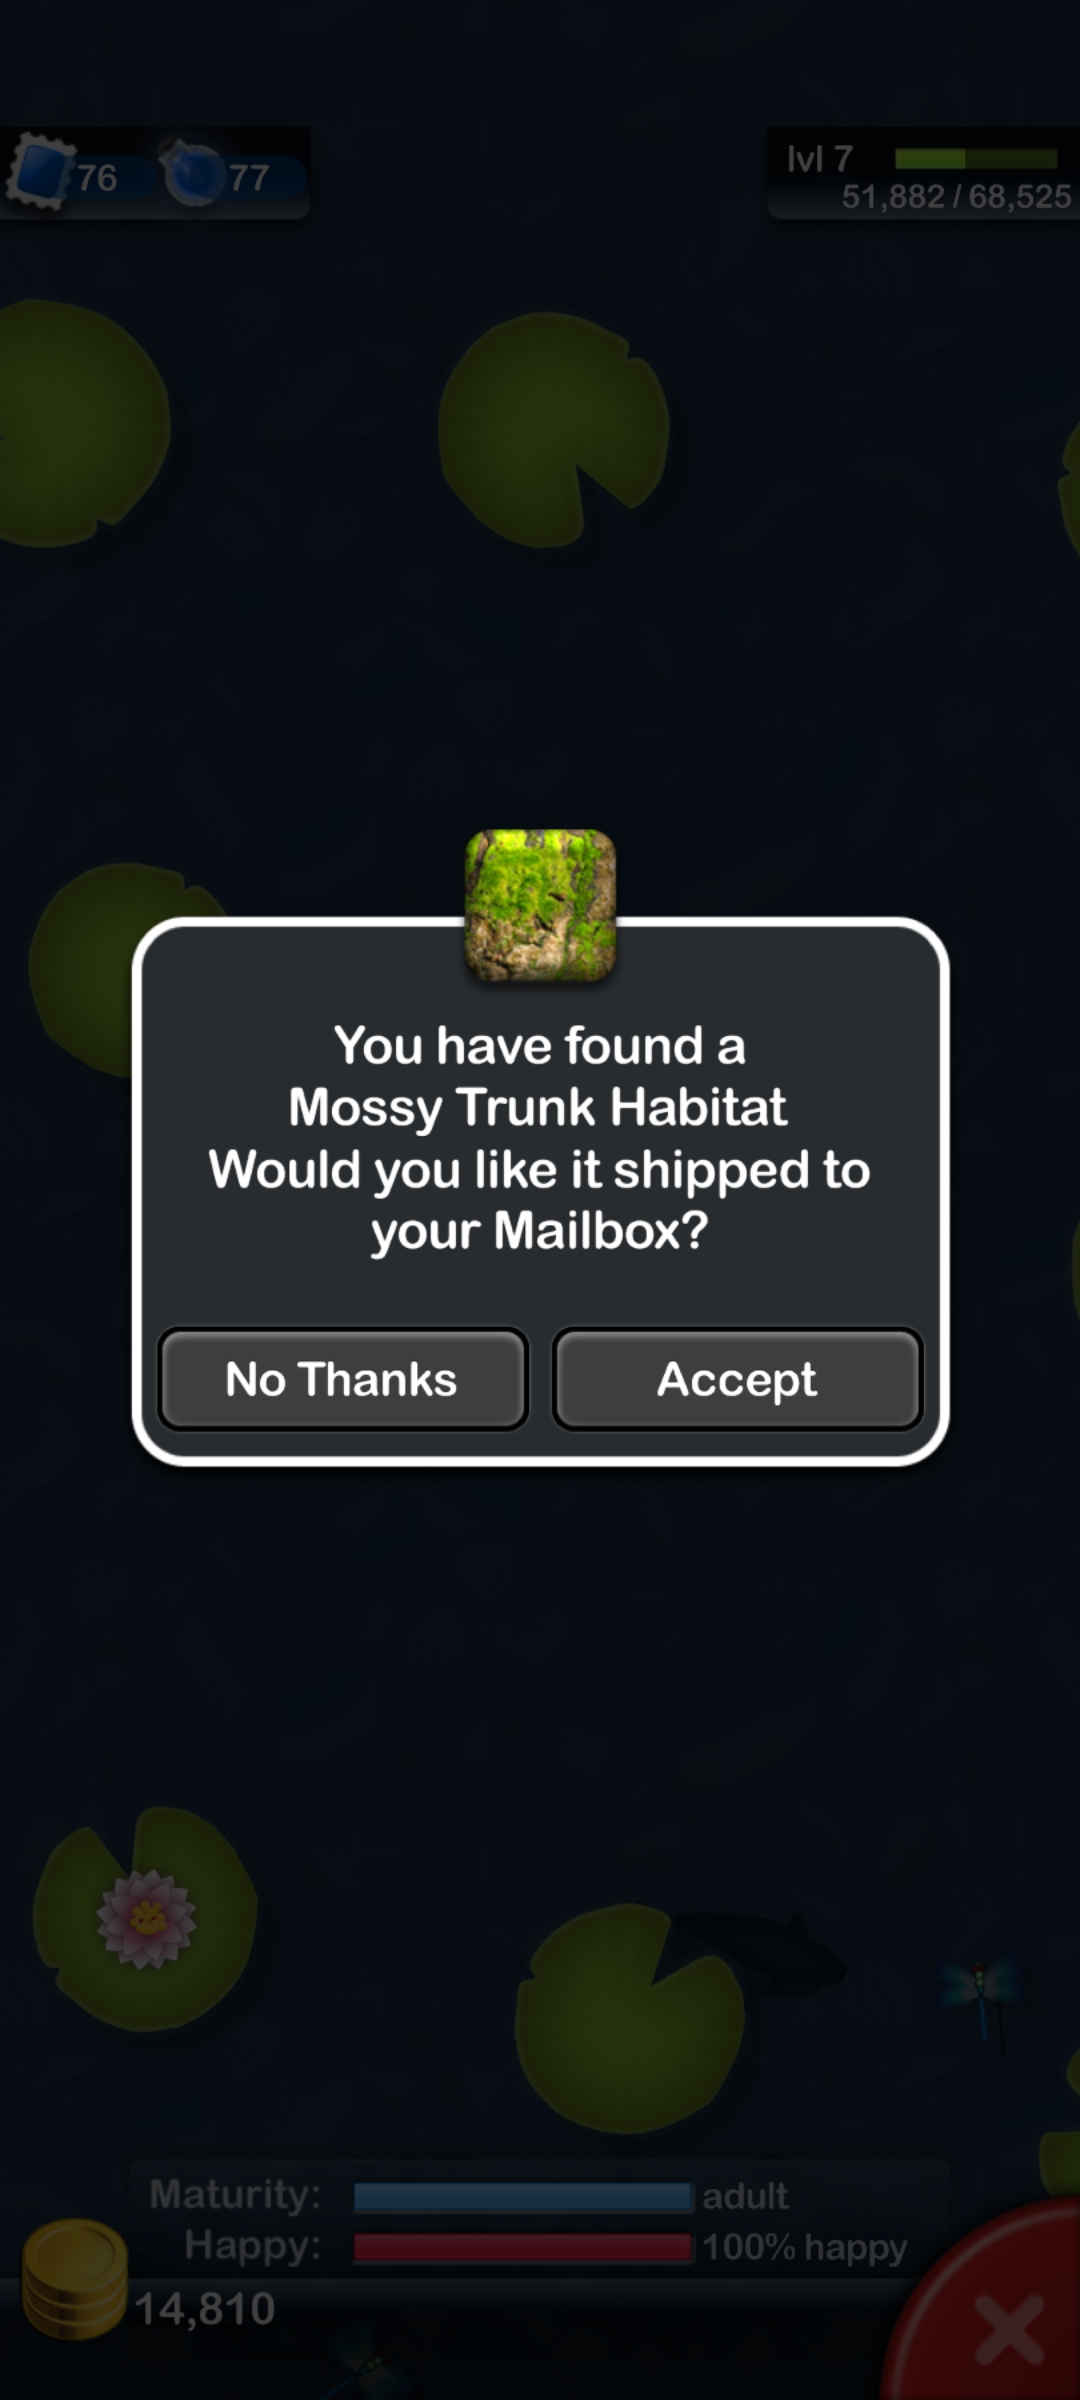 76
77
lvl 7
51,882 / 68,525
You have found a
Mossy Trunk Habitat
Would you like it shipped to
your Mailbox?
No Thanks
Accept
Maturity:
adult
Happy:
100% happy
14,810